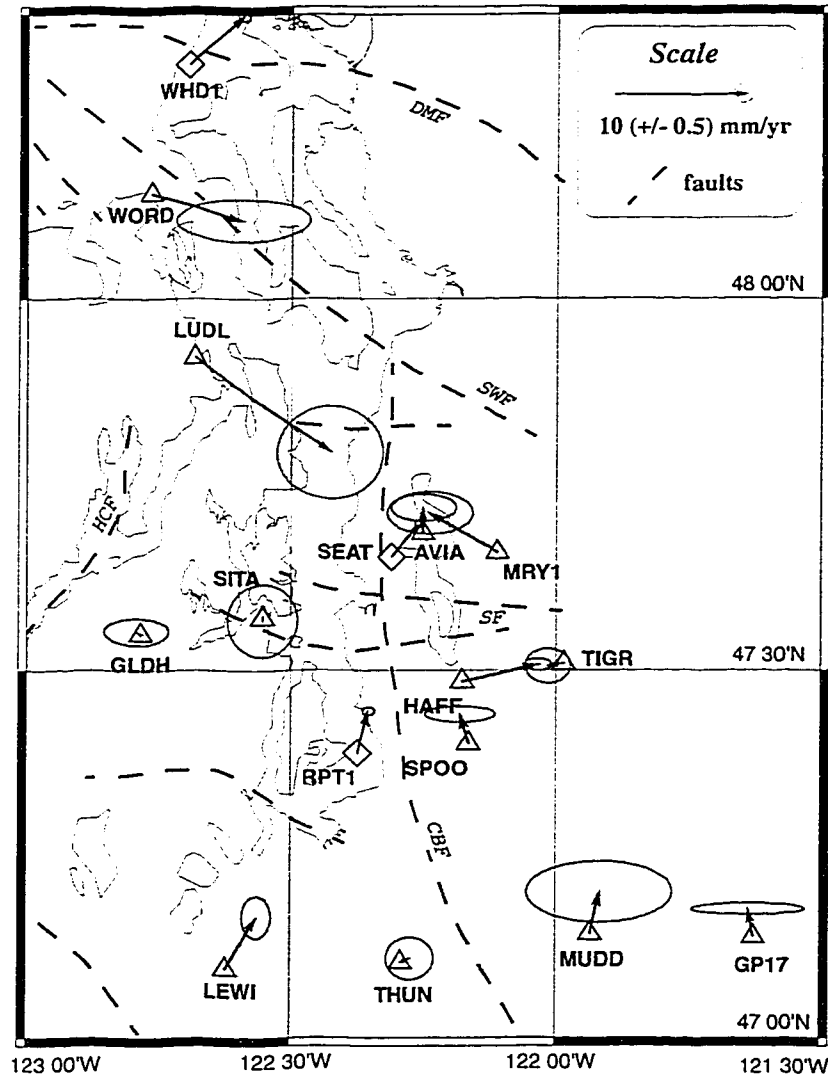 Scale
10 (+/- 0.5) mm/yr
faults
WHD1
DMF
WORD
48 00'N
LUDL
SWF
HCF
SEAT
AVIA
MRY1
SITA
SF
GLDH
TIGR
47 30'N
HAFF
RPT1
SPOO
CBF
LEWI
THUN
MUDD
GP17
47 00'N
123 00'W
122 30'W
122 00'W
121 30'W